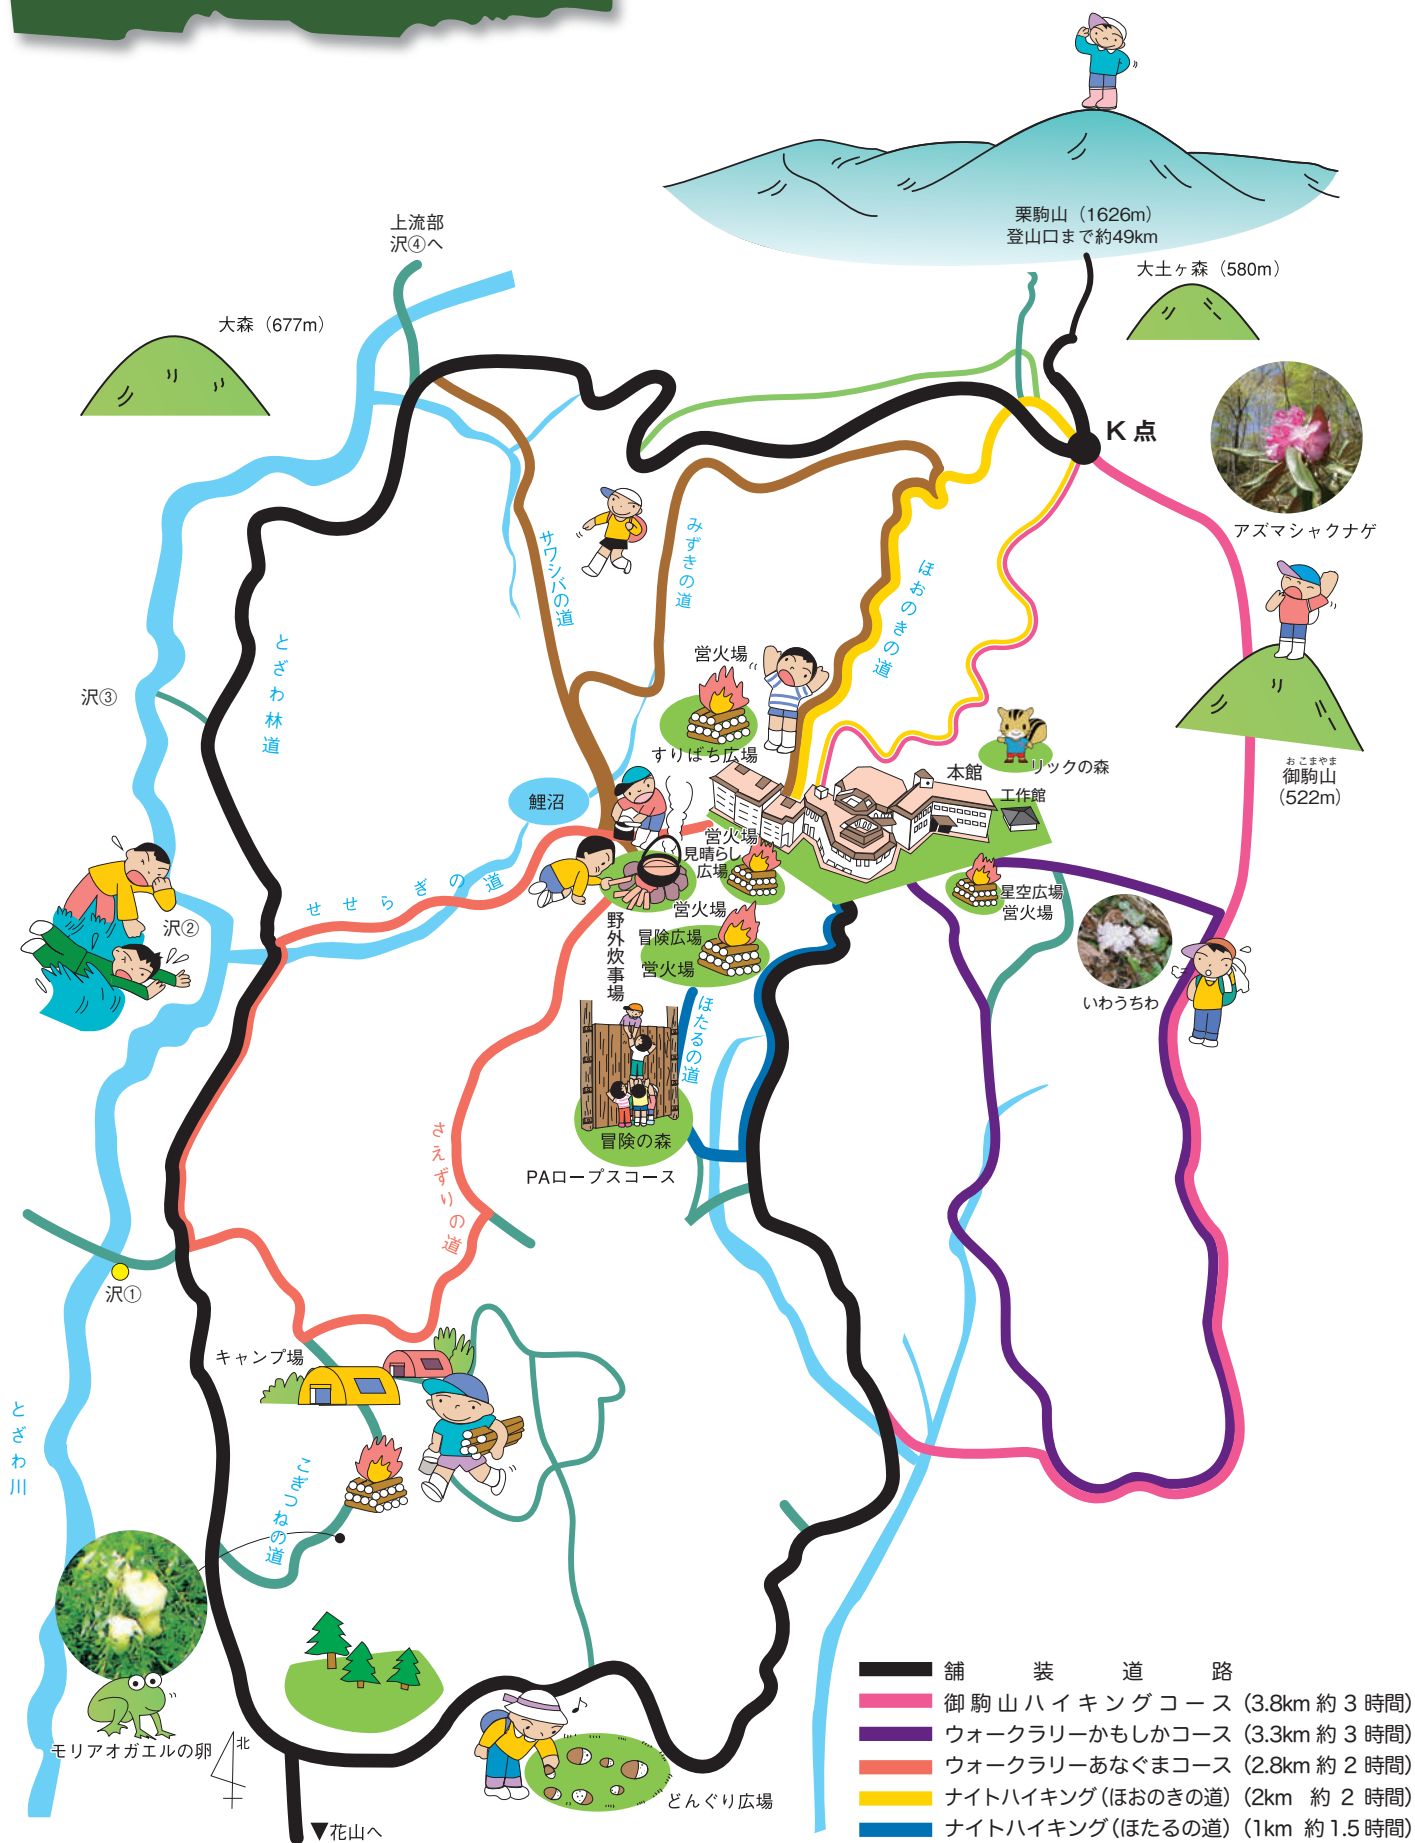 栗駒山（1626m）
登山口まで約49km
上流部
沢④へ
大土ヶ森（580m）
大森（677m）
K点
アズマシャクナゲ
サワシバの道
みずきの道
ほおのきの道
とざわ林道
沢③
営火場
すりばち広場
本館
リックの森
工作館
おこまやま
御駒山
（522m）
鯉沼
営火場
見晴らし
広場
せせらぎの道
星空広場
営火場
営火場
沢②
野外炊事場
冒険広場
営火場
いわうちわ
ほたるの道
冒険の森
PAロープスコース
さえずりの道
沢①
キャンプ場
とざわ川
こぎつねの道
モリアオガエルの卵
北
どんぐり広場
▼花山へ
舗装道路
御駒山ハイキングコース（3.8km 約3時間）
ウォークラリーかもしかコース（3.3km 約3時間）
ウォークラリーあなぐまコース（2.8km 約2時間）
ナイトハイキング（ほおのきの道）（2km 約2時間）
ナイトハイキング（ほたるの道）（1km 約1.5時間）